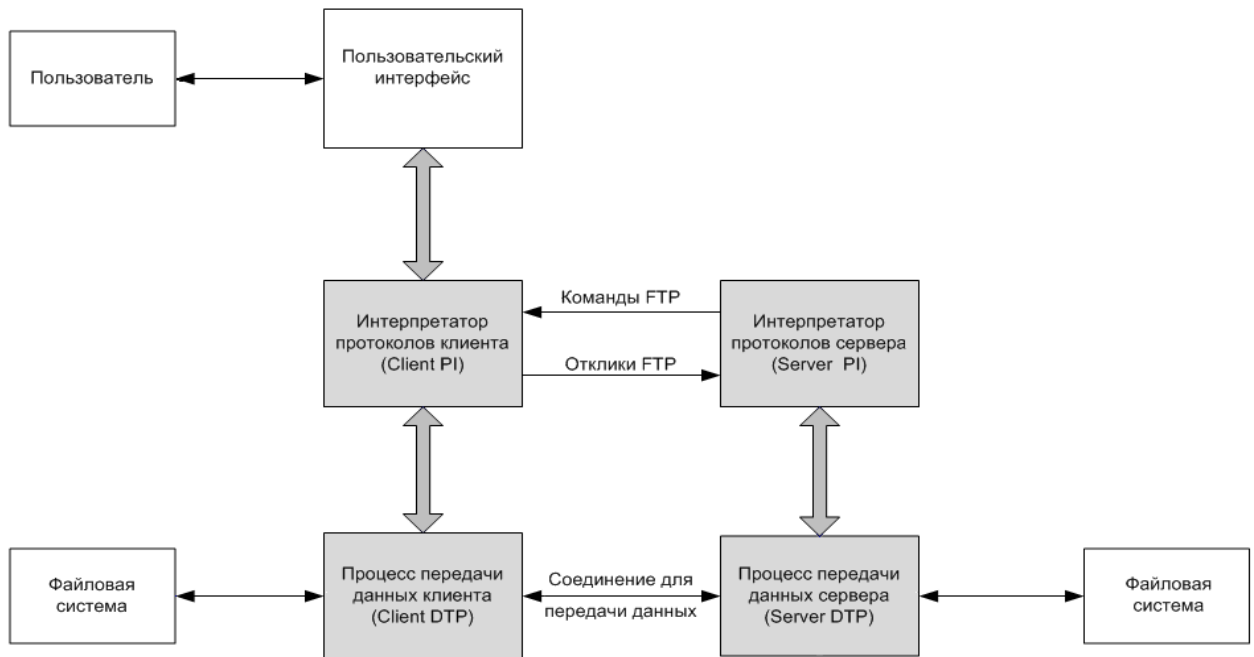 Пользователь
Пользовательский
интерфейс
Интерпретатор
протоколов клиента
(Client PI)
Команды FTP
Отклики FTP
Интерпретатор
протоколов сервера
(Server PI)
Файловая
система
Процесс передачи
данных клиента
(Client DTP)
Соединение для
передачи данных
Процесс передачи
данных сервера
(Server DTP)
Файловая
система